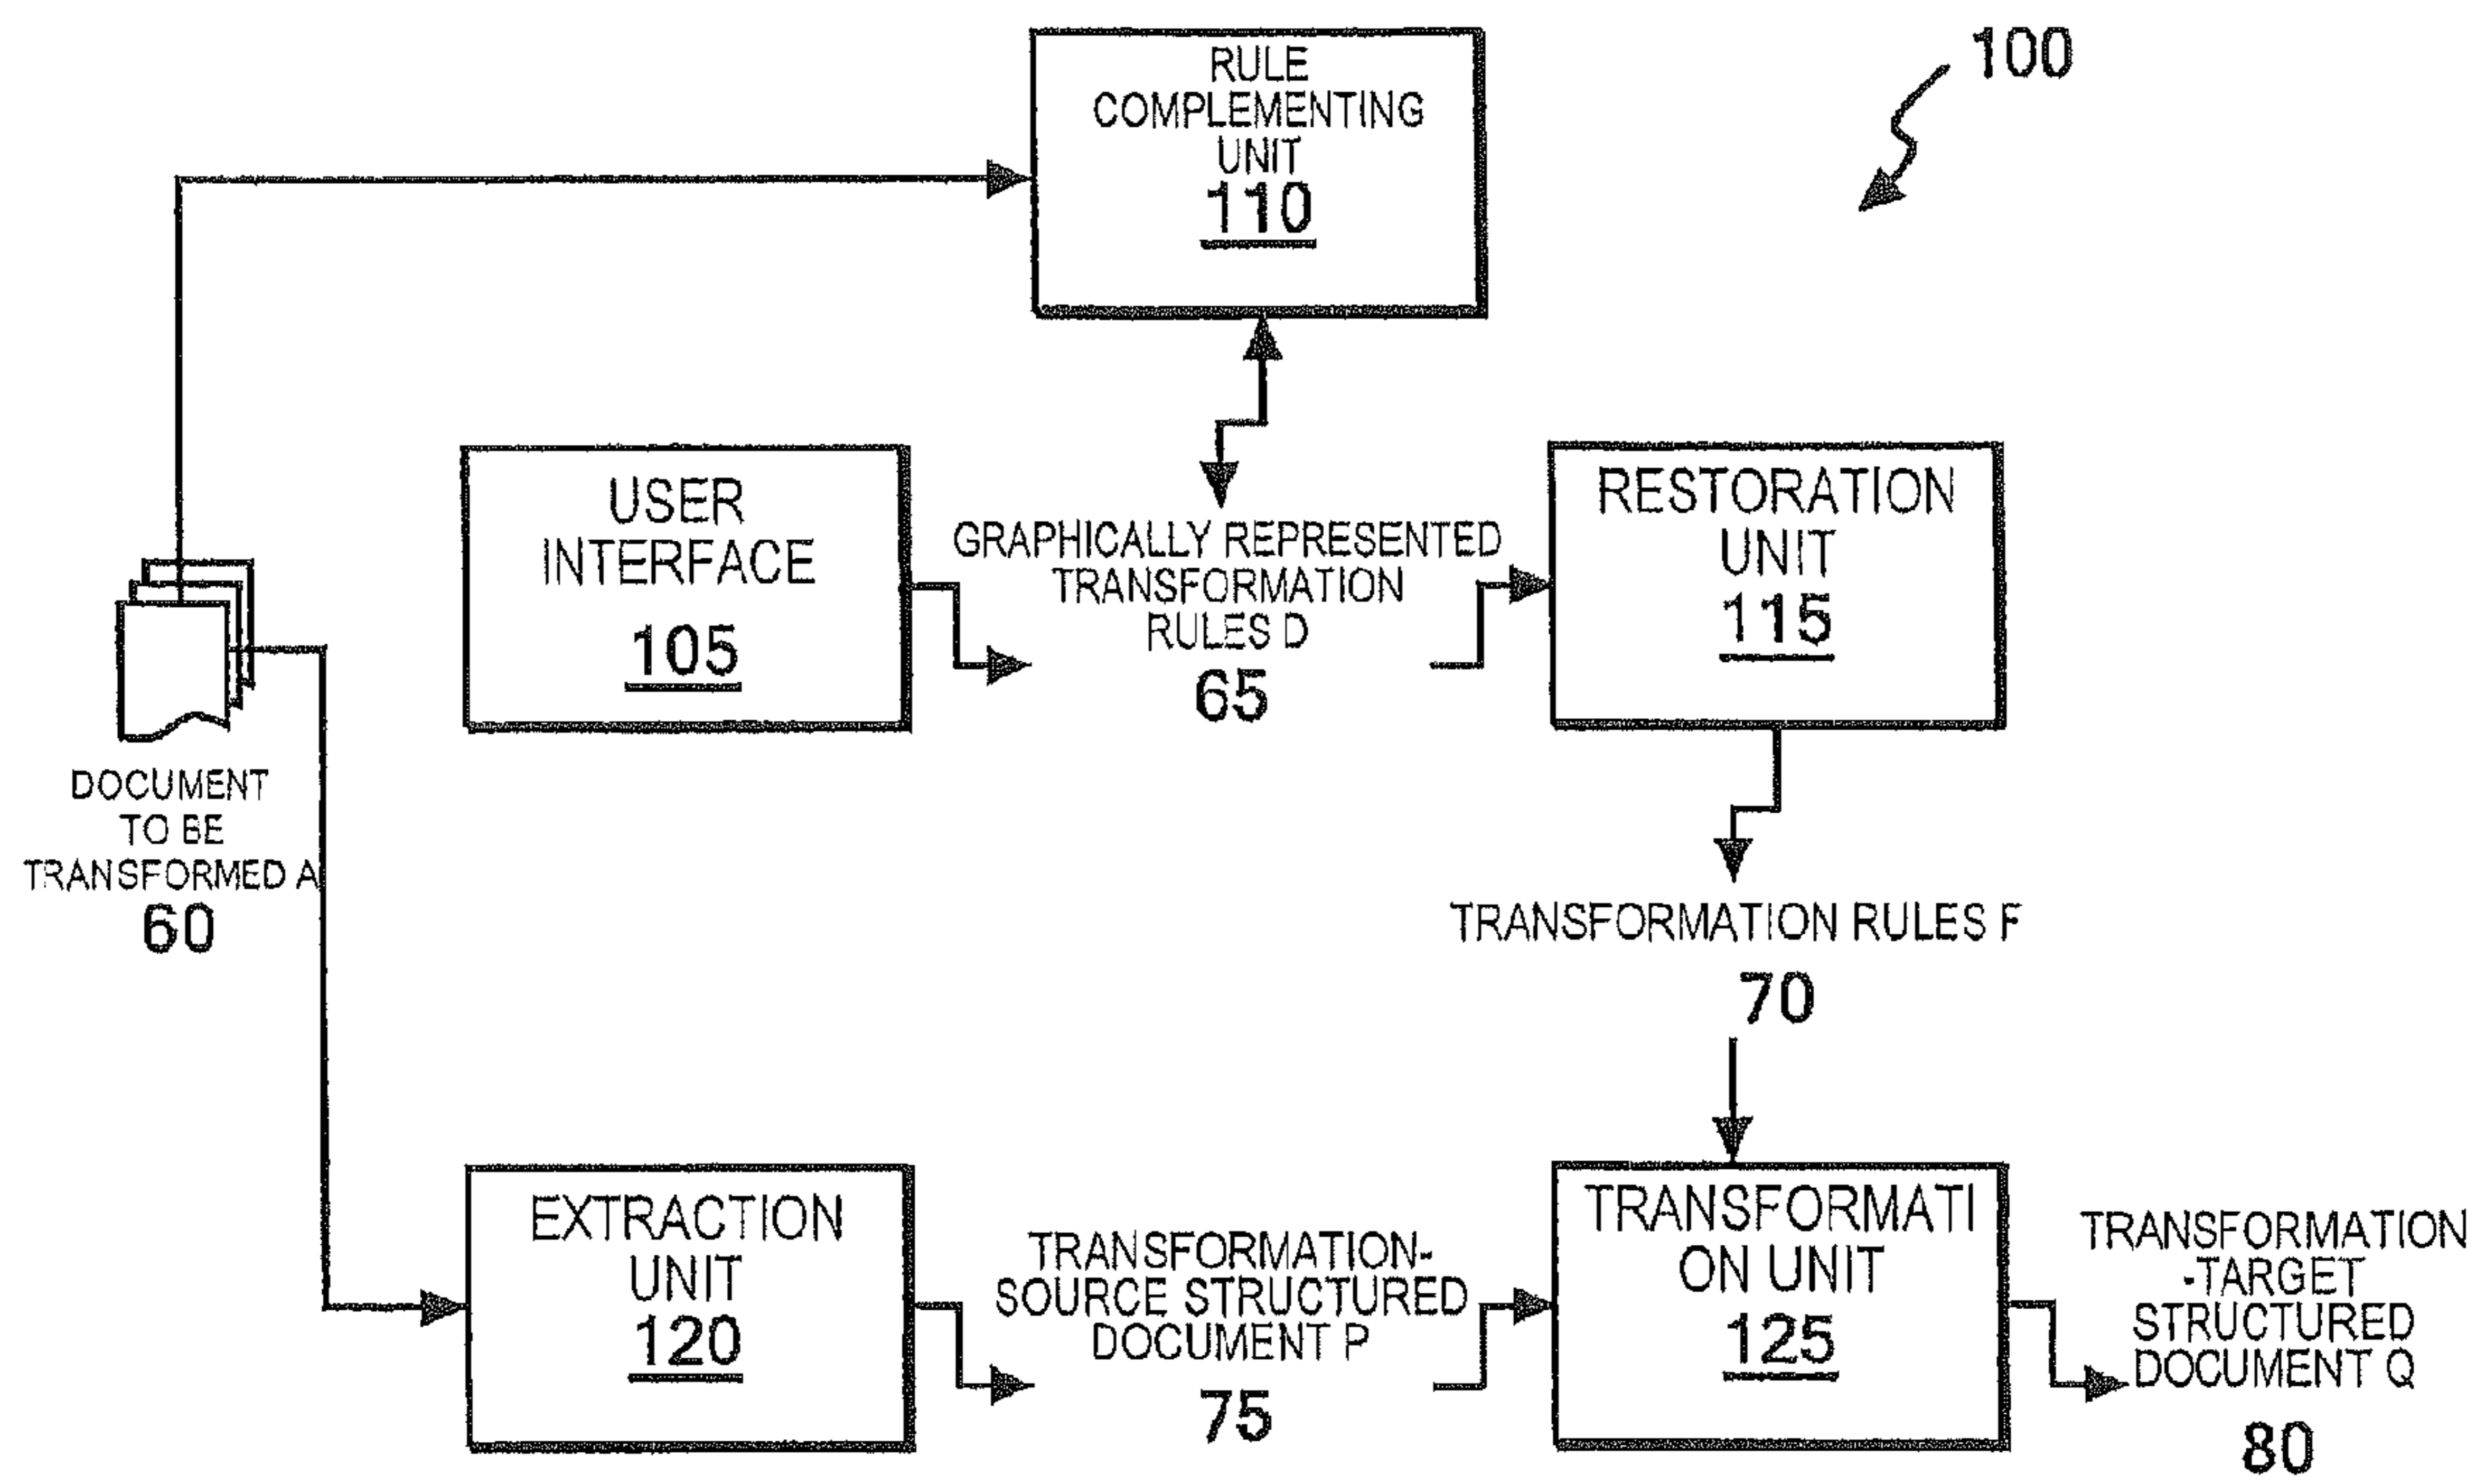 100
RULE
COMPLEMENTING
UNIT
110
USER
INTERFACE
105
GRAPHICALLY REPRESENTED
TRANSFORMATION
RULES D
65
RESTORATION
UNIT
115
DOCUMENT
TO BE
TRANSFORMED A
60
TRANSFORMATION RULES F
70
EXTRACTION
UNIT
120
TRANSFORMATION-
SOURCE STRUCTURED
DOCUMENT P
75
TRANSFORMATI
ON UNIT
125
TRANSFORMATION
-TARGET
STRUCTURED
DOCUMENT Q
80